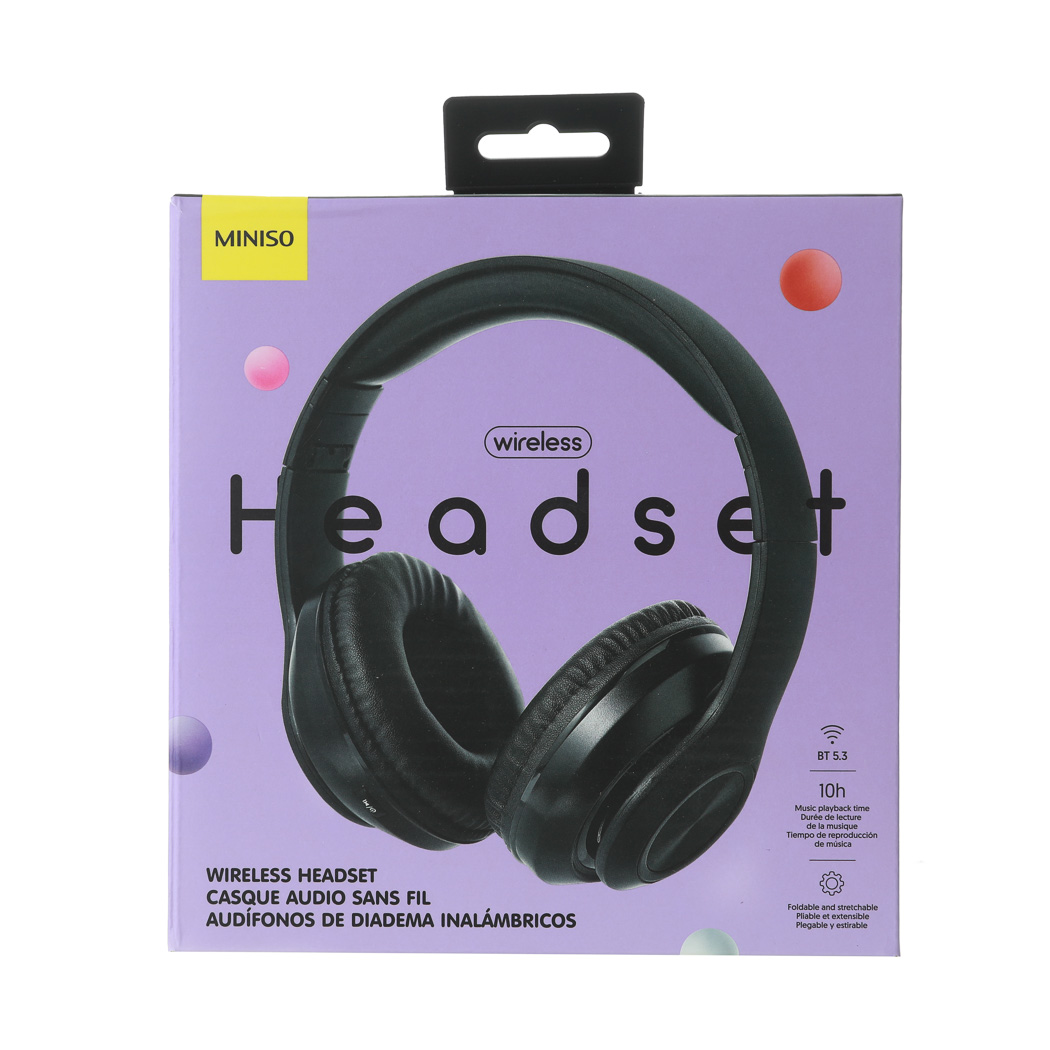 MINISO
wireless
Headset
BT 5.3
10h
Music playback time
Durée de lecture
de la musique
Tiempo de reproducción
de música
Foldable and stretchable
Pliable et extensible
Plegable y estirable
WIRELESS HEADSET
CASQUE AUDIO SANS FIL
AUDÍFONOS DE DIADEMA INALÁMBRICOS